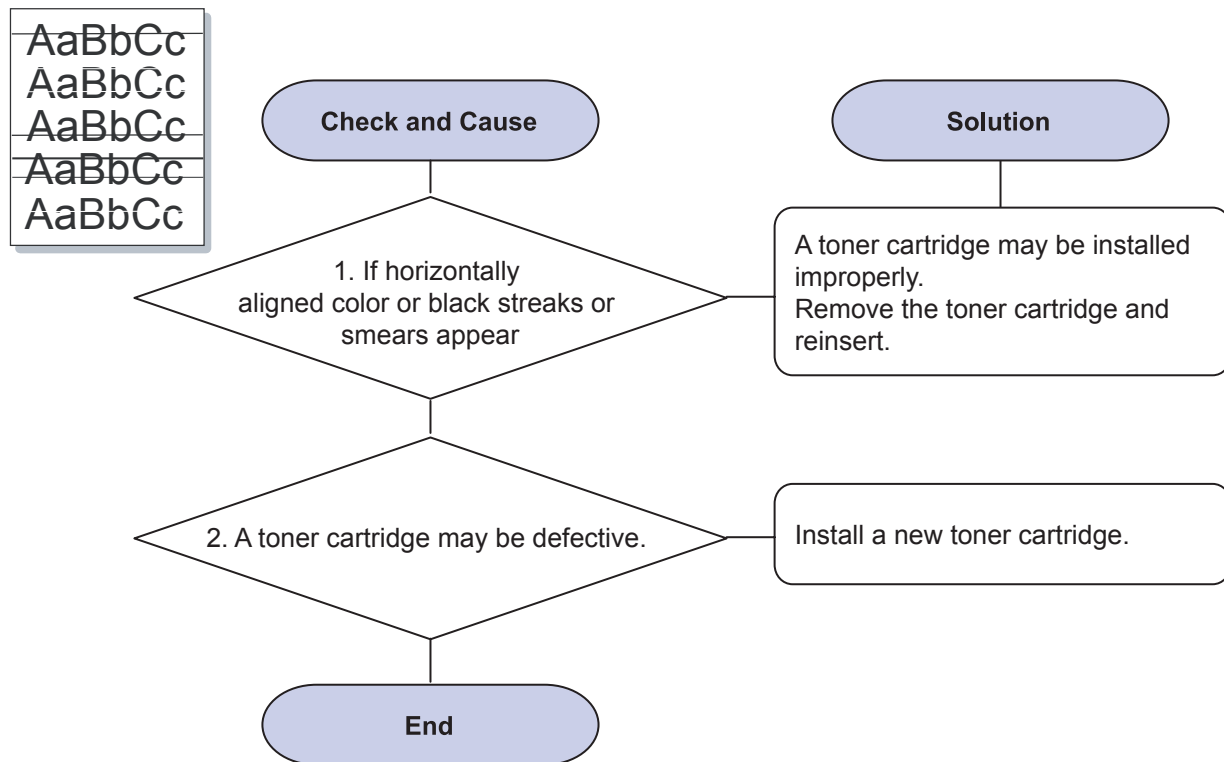 AaBbCc
AaBbCc
AaBbCc
AaBbCc
AaBbCc
Check and Cause
Solution
1. If horizontally
aligned color or black streaks or
smears appear
A toner cartridge may be installed
improperly.
Remove the toner cartridge and
reinsert.
2. A toner cartridge may be defective.
Install a new toner cartridge.
End